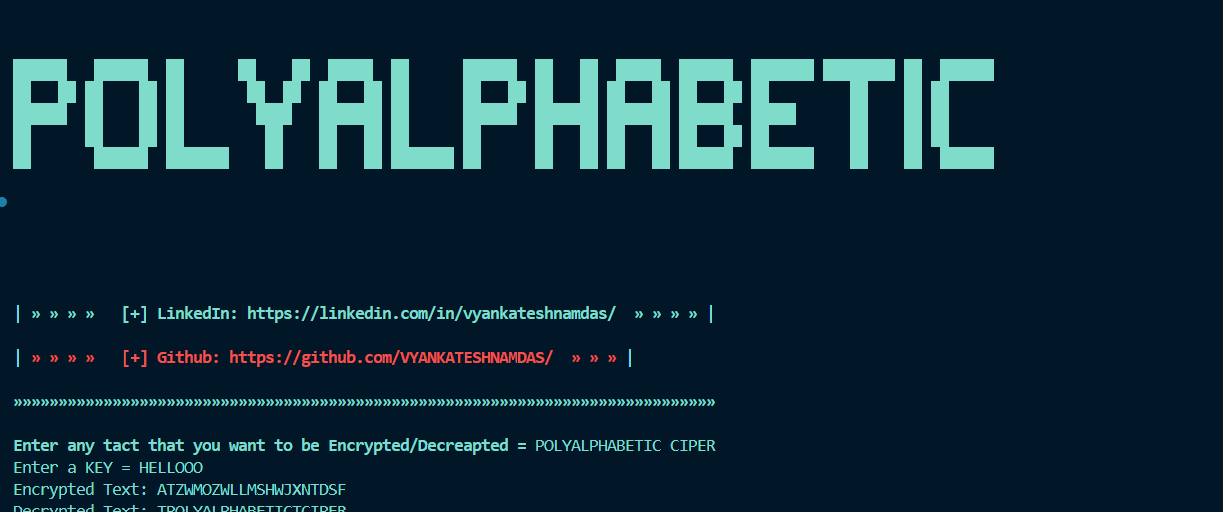 POLYALPHABETIC
| » » » »   [+] LinkedIn: https://linkedin.com/in/vyankateshnamdas/  » » » » |
| » » » »   [+] Github: https://github.com/VYANKATESHNAMDAS/  » » » |
»»»»»»»»»»»»»»»»»»»»»»»»»»»»»»»»»»»»»»»»»»»»»»»»»»»»»»»»»»»»»»»»»»»»»»»»»»»»»»
Enter any tact that you want to be Encrypted/Decreapted = POLYALPHABETIC CIPER
Enter a KEY = HELLOOO
Encrypted Text: ATZWMOZWLLMSHWJXNTDSF
Decrypted Text: TPOLYALPHABETICTCIPER